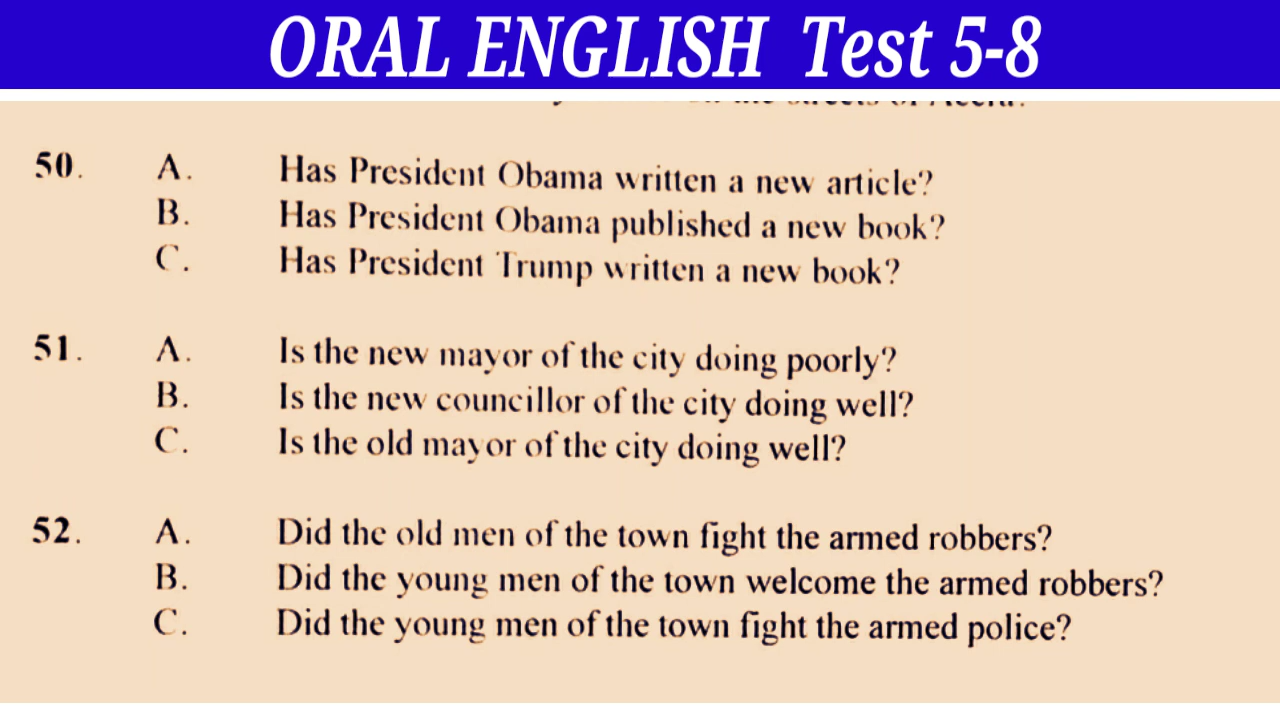 ORAL ENGLISH Test 5-8
streets of Accra?
50. A. Has President Obama written a new article?
B. Has President Obama published a new book?
C. Has President Trump written a new book?
51. A. Is the new mayor of the city doing poorly?
B. Is the new councillor of the city doing well?
C. Is the old mayor of the city doing well?
52. A. Did the old men of the town fight the armed robbers?
B. Did the young men of the town welcome the armed robbers?
C. Did the young men of the town fight the armed police?